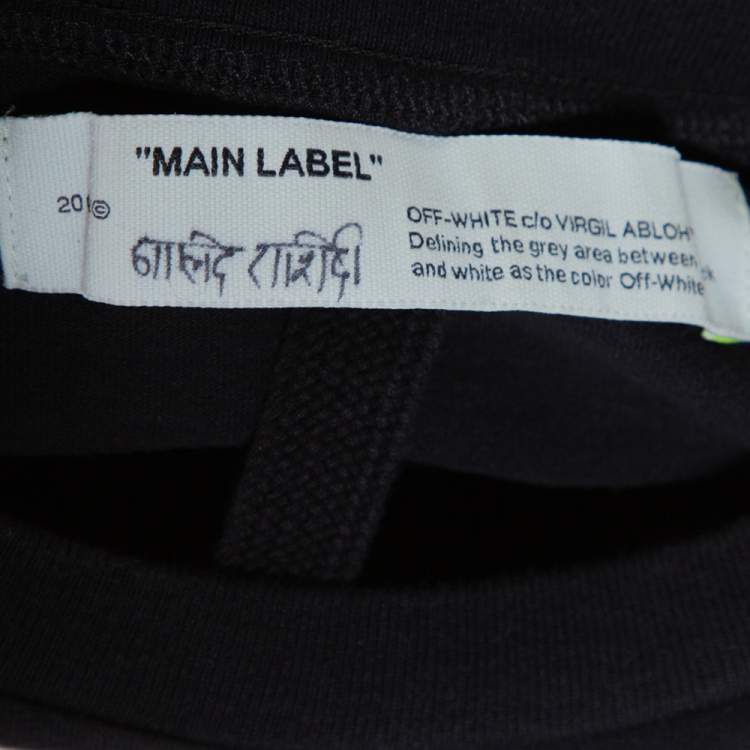 "MAIN LABEL"
©
OFF-WHITE c/o VIRGIL ABLOH
Defining the grey area between
and white as the color Off-White